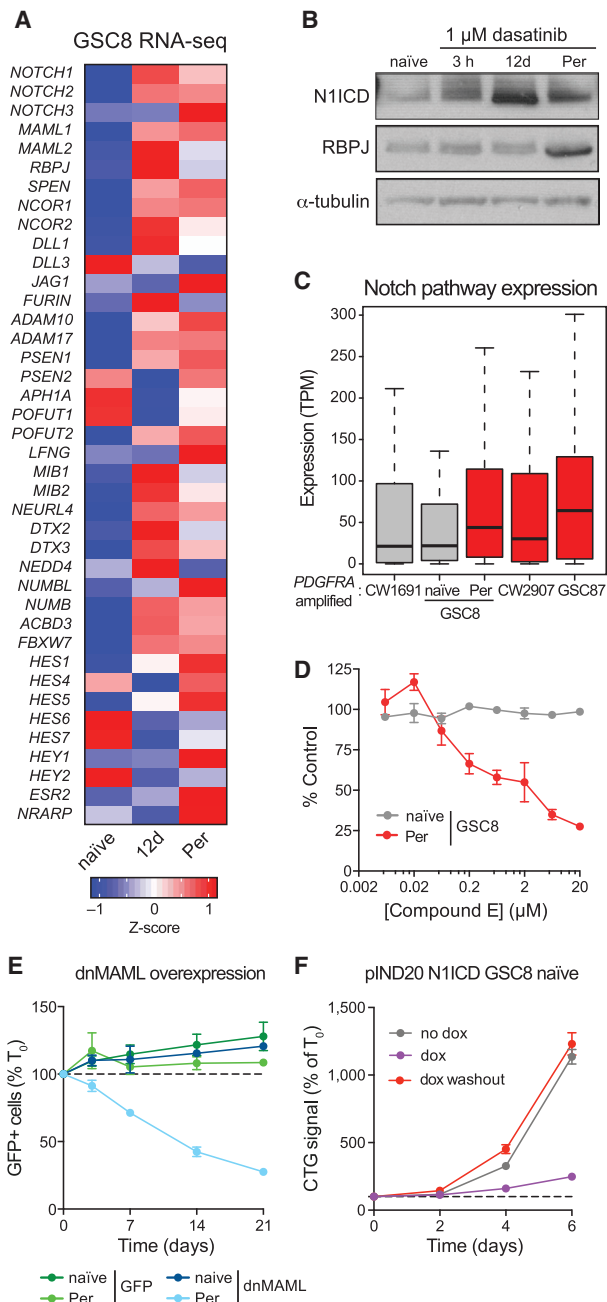 A
GSC8 RNA-seq
NOTCH1
NOTCH2
NOTCH3
MAML1
MAML2
RBPJ
SPEN
NCOR1
NCOR2
DLL1
DLL3
JAG1
FURIN
ADAM10
ADAM17
PSEN1
PSEN2
APH1A
POFUT1
POFUT2
LFNG
MIB1
MIB2
NEURL4
DTX2
DTX3
NEDD4
NUMBL
NUMB
ACBD3
FBXW7
HES1
HES4
HES5
HES6
HES7
HEY1
HEY2
ESR2
NRARP
naïve 12d Per
−1 0 1
Z-score
B
1 µM dasatinib
naïve 3 h 12d Per
N1ICD
RBPJ
α-tubulin
C
Notch pathway expression
Expression (TPM)
300
250
200
150
100
50
0
PDGFRA amplified : CW1691 naïve Per CW2907 GSC87
GSC8
D
% Control
125
100
75
50
25
0
naïve
Per
GSC8
0.002 0.02 0.2 2 20
[Compound E] (µM)
E
dnMAML overexpression
GFP+ cells (% T0)
150
100
50
0
0 7 14 21
Time (days)
naïve
Per
GFP
naive
Per
dnMAML
F
pIND20 N1ICD GSC8 naïve
CTG signal (% of T0)
1,500
1,000
500
0
no dox
dox
dox washout
0 2 4 6
Time (days)